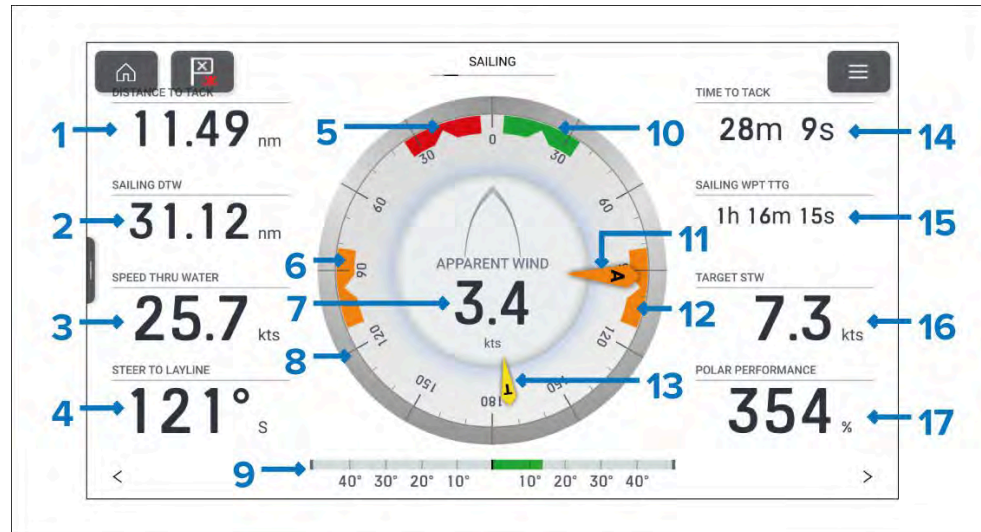 SAILING
DISTANCE TO TACK
1
11.49 nm
SAILING DTW
2
31.12 nm
SPEED THRU WATER
3
25.7 kts
STEER TO LAYLINE
4
121° S
5
6
7
8
9
0
30
30
60
60
90
120
120
150
150
180
APPARENT WIND
3.4
kts
A
T
10
11
12
13
TIME TO TACK
28m 9s
14
SAILING WPT TTG
1h 16m 15s
15
TARGET STW
7.3 kts
16
POLAR PERFORMANCE
354 %
17
40° 30° 20° 10° 10° 20° 30° 40°
< >